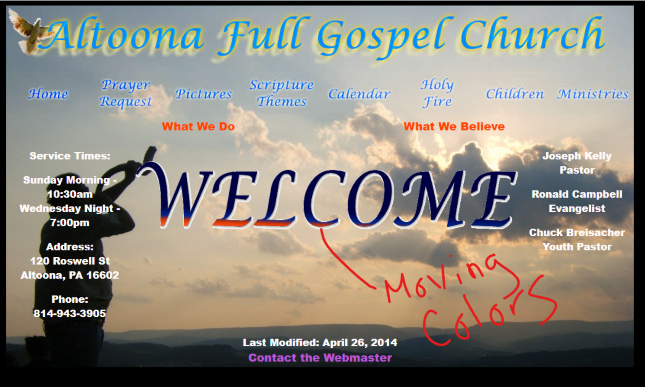 Altoona Full Gospel Church
Home
Prayer Request
Pictures
Scripture Themes
Calendar
Holy Fire
Children
Ministries
What We Do
What We Believe
Service Times:
Sunday Morning -
10:30am
Wednesday Night -
7:00pm
Address:
120 Roswell St
Altoona, PA 16602
Phone:
814-943-3905
WELCOME
Joseph Kelly
Pastor
Ronald Campbell
Evangelist
Chuck Breisacher
Youth Pastor
Moving
Colors
Last Modified: April 26, 2014
Contact the Webmaster